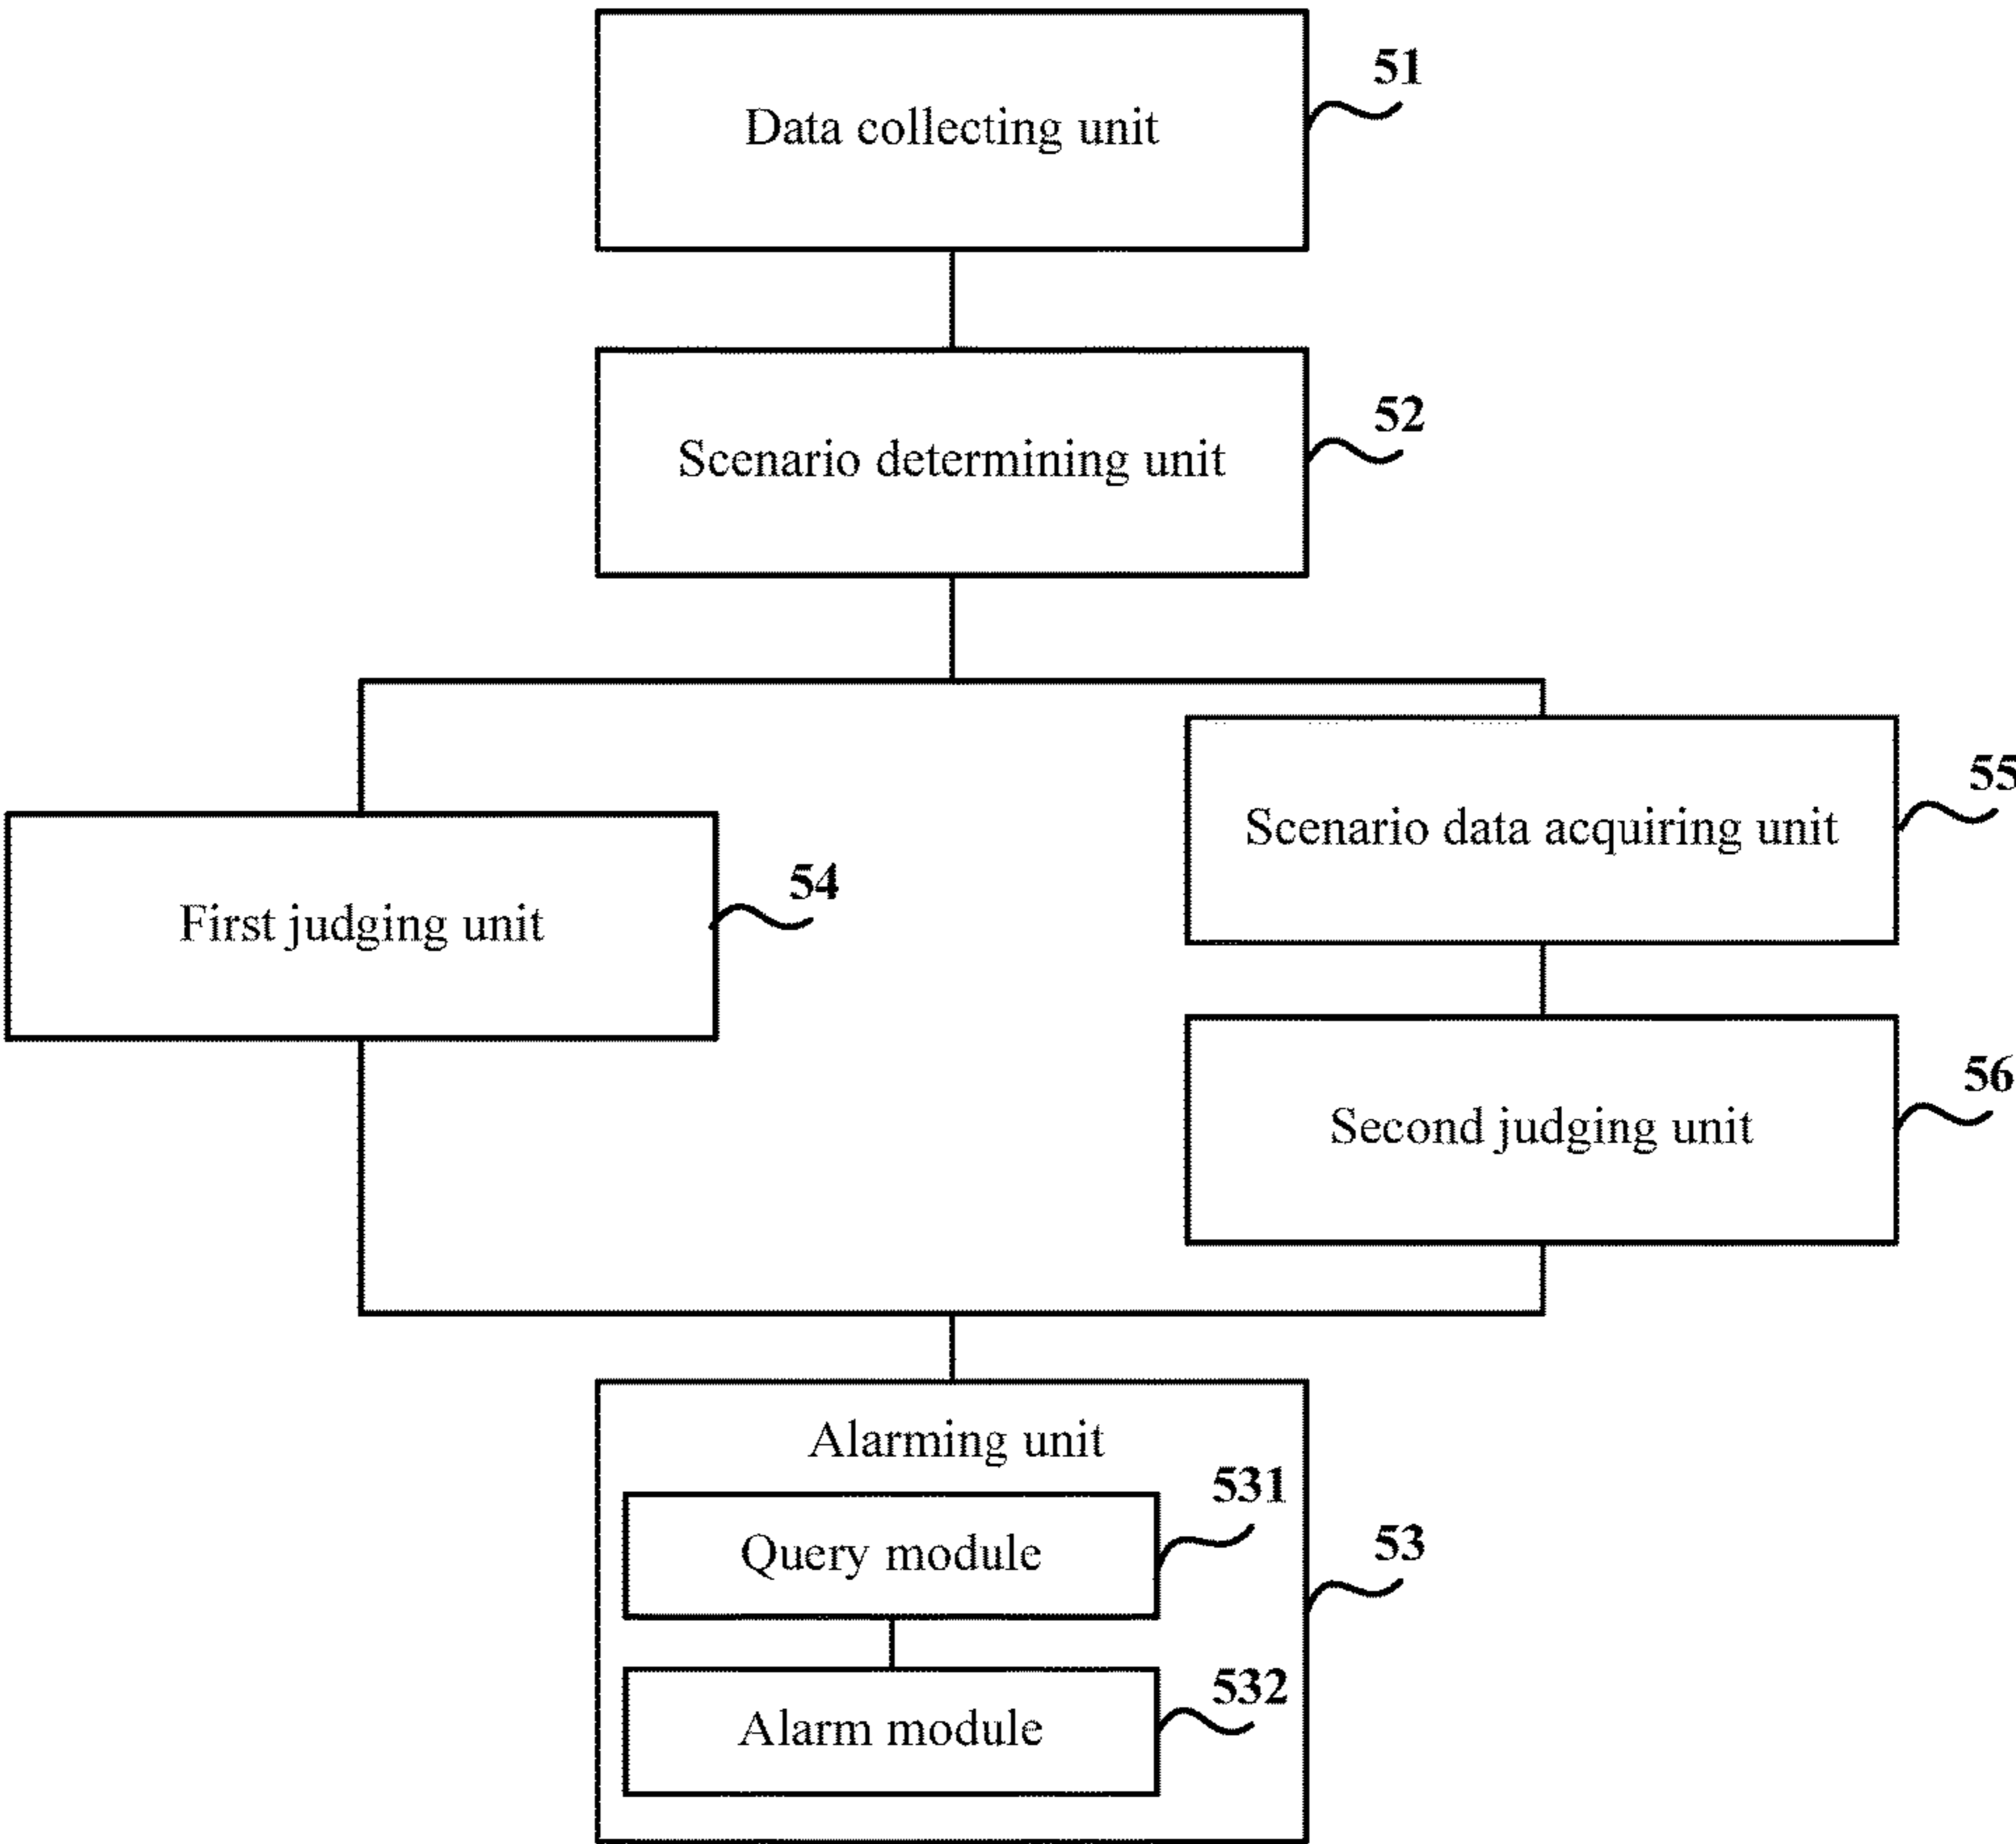 51
Data collecting unit
52
Scenario determining unit
55
Scenario data acquiring unit
54
First judging unit
56
Second judging unit
Alarming unit
531
Query module
53
532
Alarm module